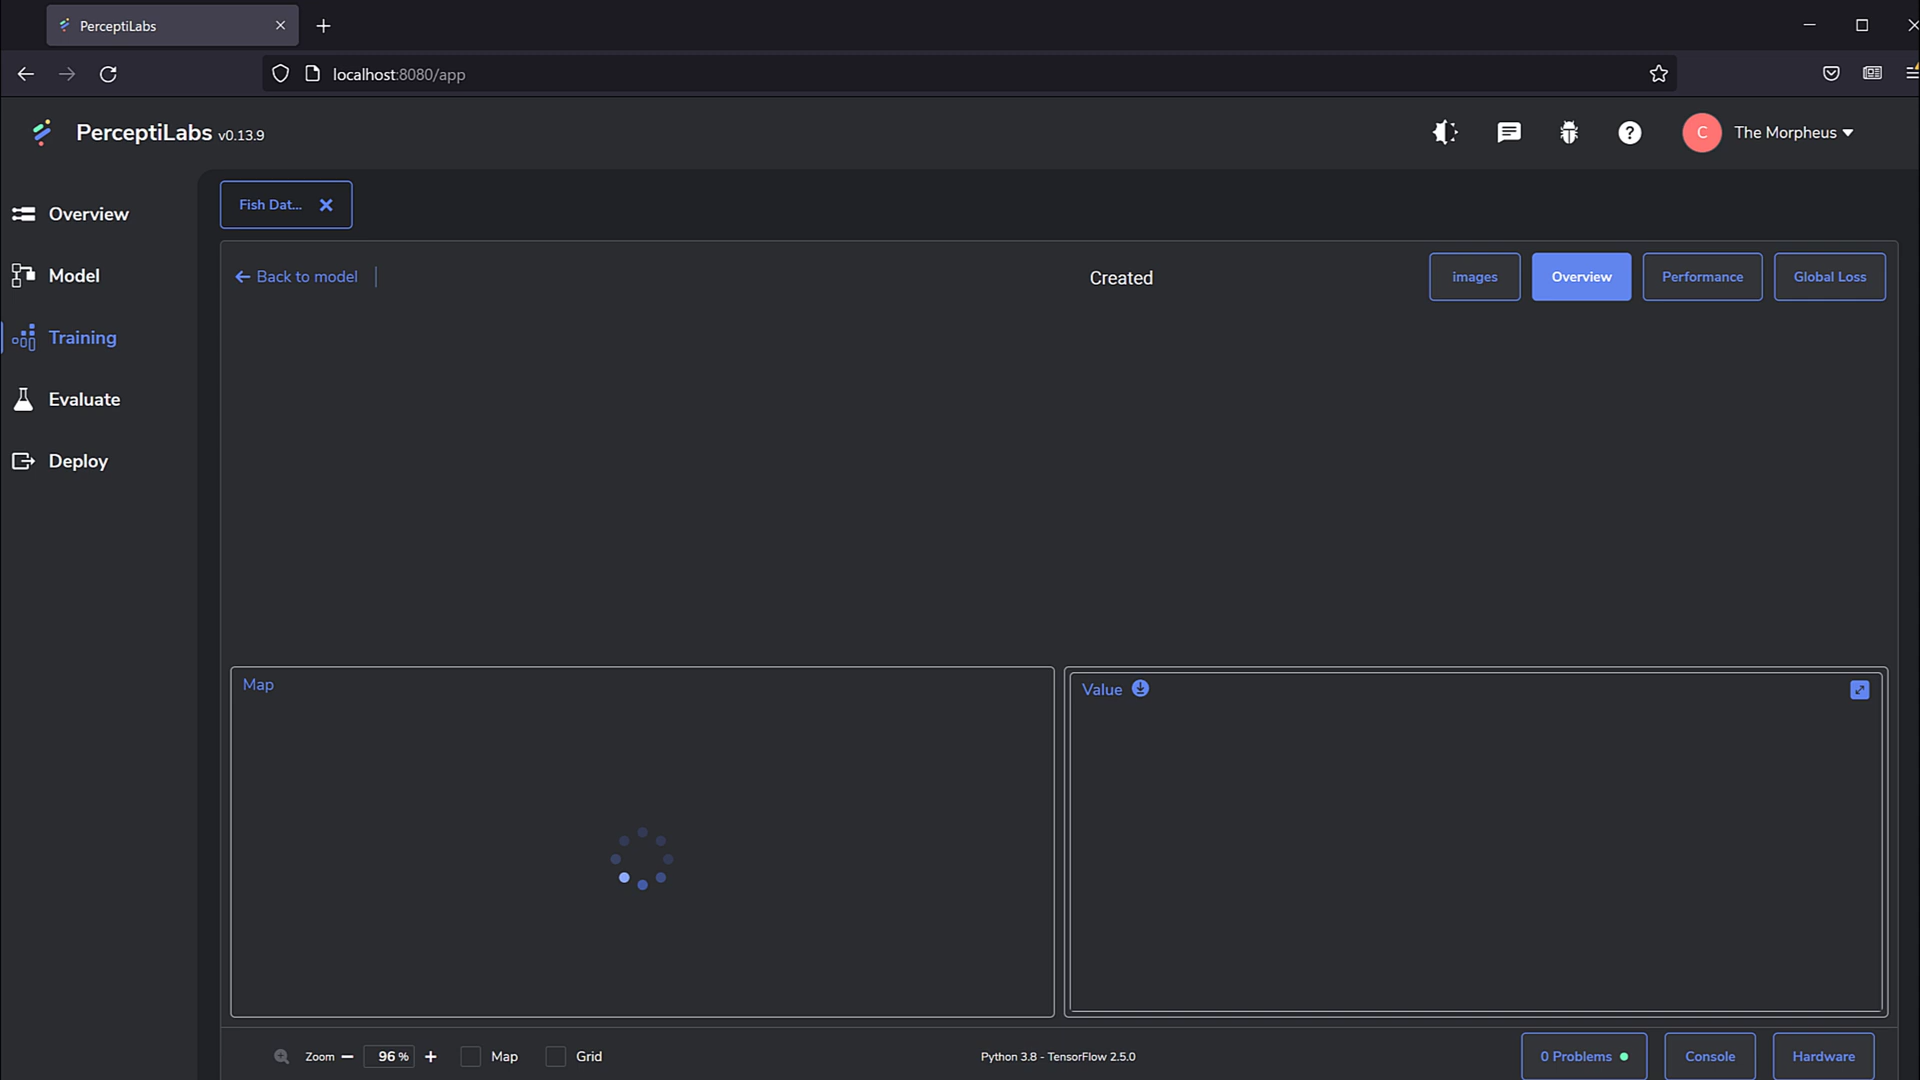 PerceptiLabs
localhost:8080/app
PerceptiLabs v0.13.9
C
The Morpheus
Overview
Model
Training
Evaluate
Deploy
Fish Dat...
Back to model
Created
images
Overview
Performance
Global Loss
Map
Value
Zoom
96 %
Map
Grid
Python 3.8 - TensorFlow 2.5.0
0 Problems
Console
Hardware